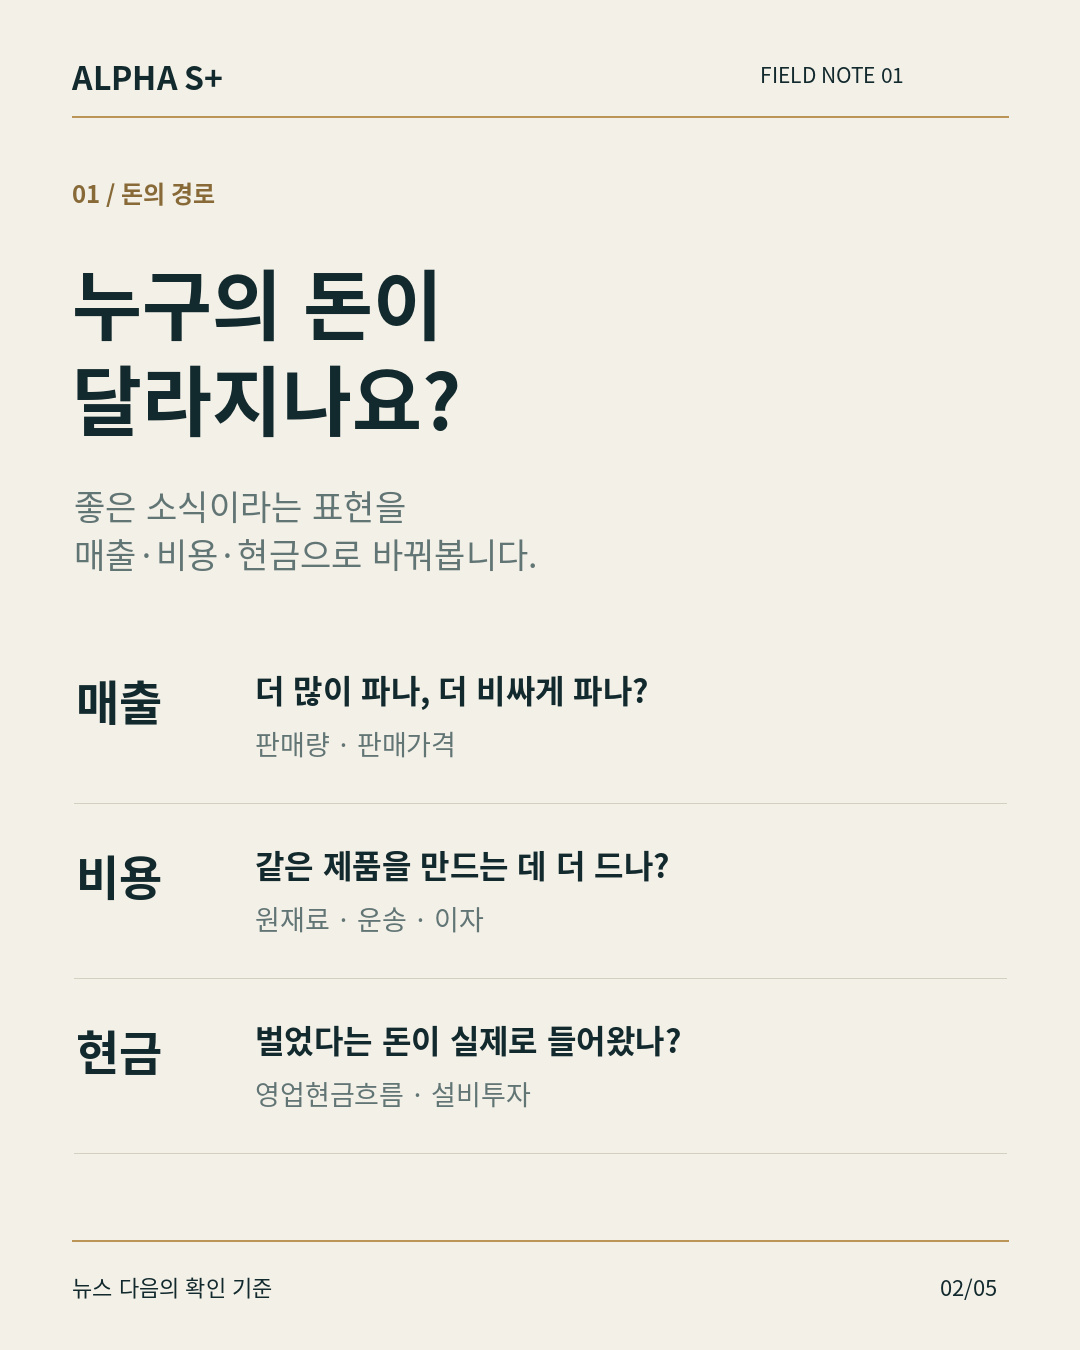 ALPHA S+
FIELD NOTE 01
01 / 돈의 경로
누구의 돈이
달라지나요?
좋은 소식이라는 표현을
매출·비용·현금으로 바꿔봅니다.
매출
더 많이 파나, 더 비싸게 파나?
판매량 · 판매가격
비용
같은 제품을 만드는 데 더 드나?
원재료 · 운송 · 이자
현금
벌었다는 돈이 실제로 들어왔나?
영업현금흐름 · 설비투자
뉴스 다음의 확인 기준
02/05